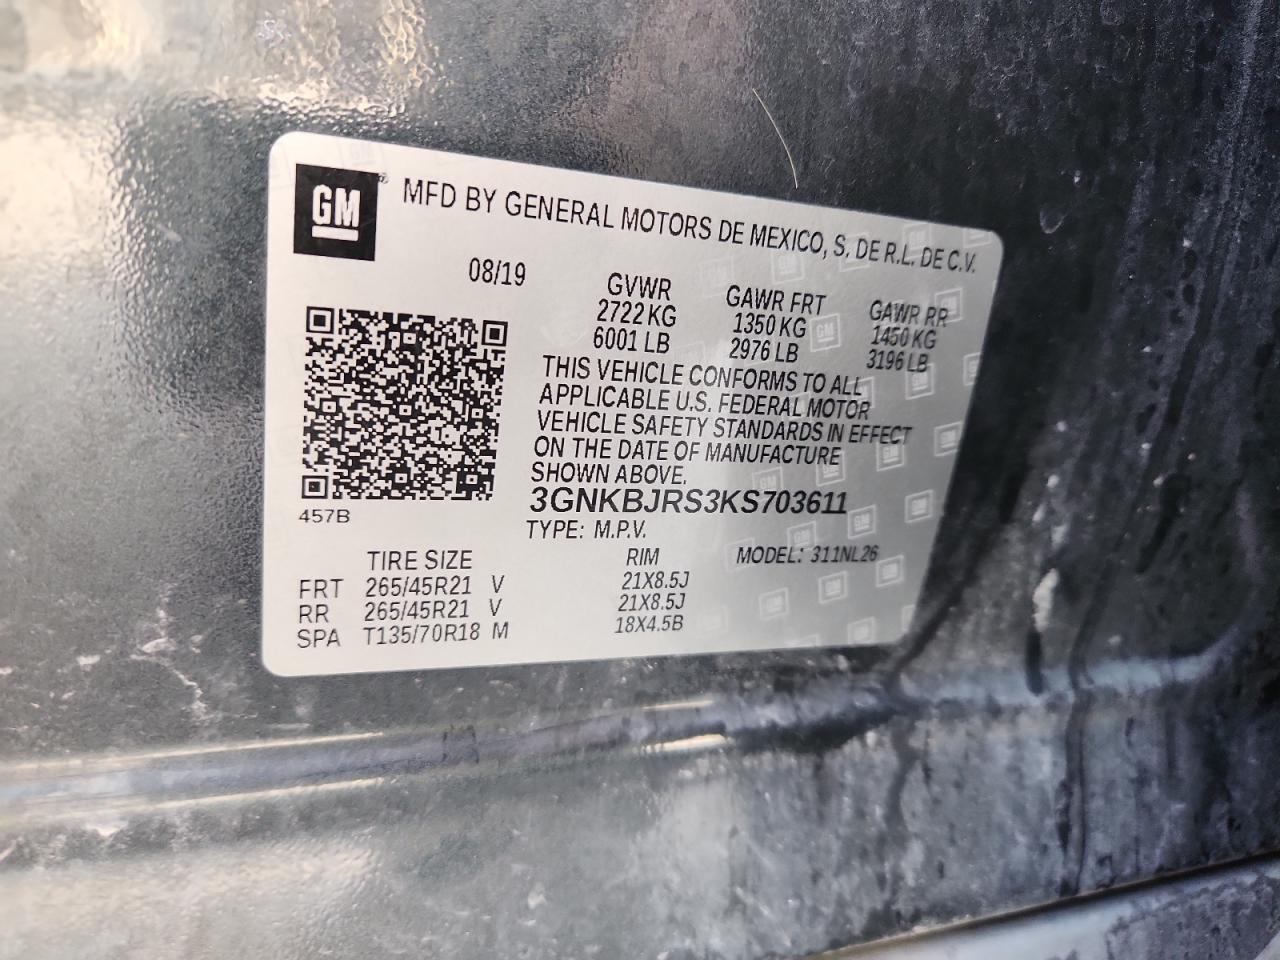 GM
MFD BY GENERAL MOTORS DE MEXICO, S. DE R.L. DE C.V.
08/19
GVWR GAWR FRT GAWR RR
2722 KG 1350 KG 1450 KG
6001 LB 2976 LB 3196 LB
THIS VEHICLE CONFORMS TO ALL
APPLICABLE U.S. FEDERAL MOTOR
VEHICLE SAFETY STANDARDS IN EFFECT
ON THE DATE OF MANUFACTURE
SHOWN ABOVE.
3GNKBJRS3KS703611
457B
TYPE: M.P.V.
TIRE SIZE RIM MODEL: 311NL26
FRT 265/45R21 V 21X8.5J
RR 265/45R21 V 21X8.5J
SPA T135/70R18 M 18X4.5B